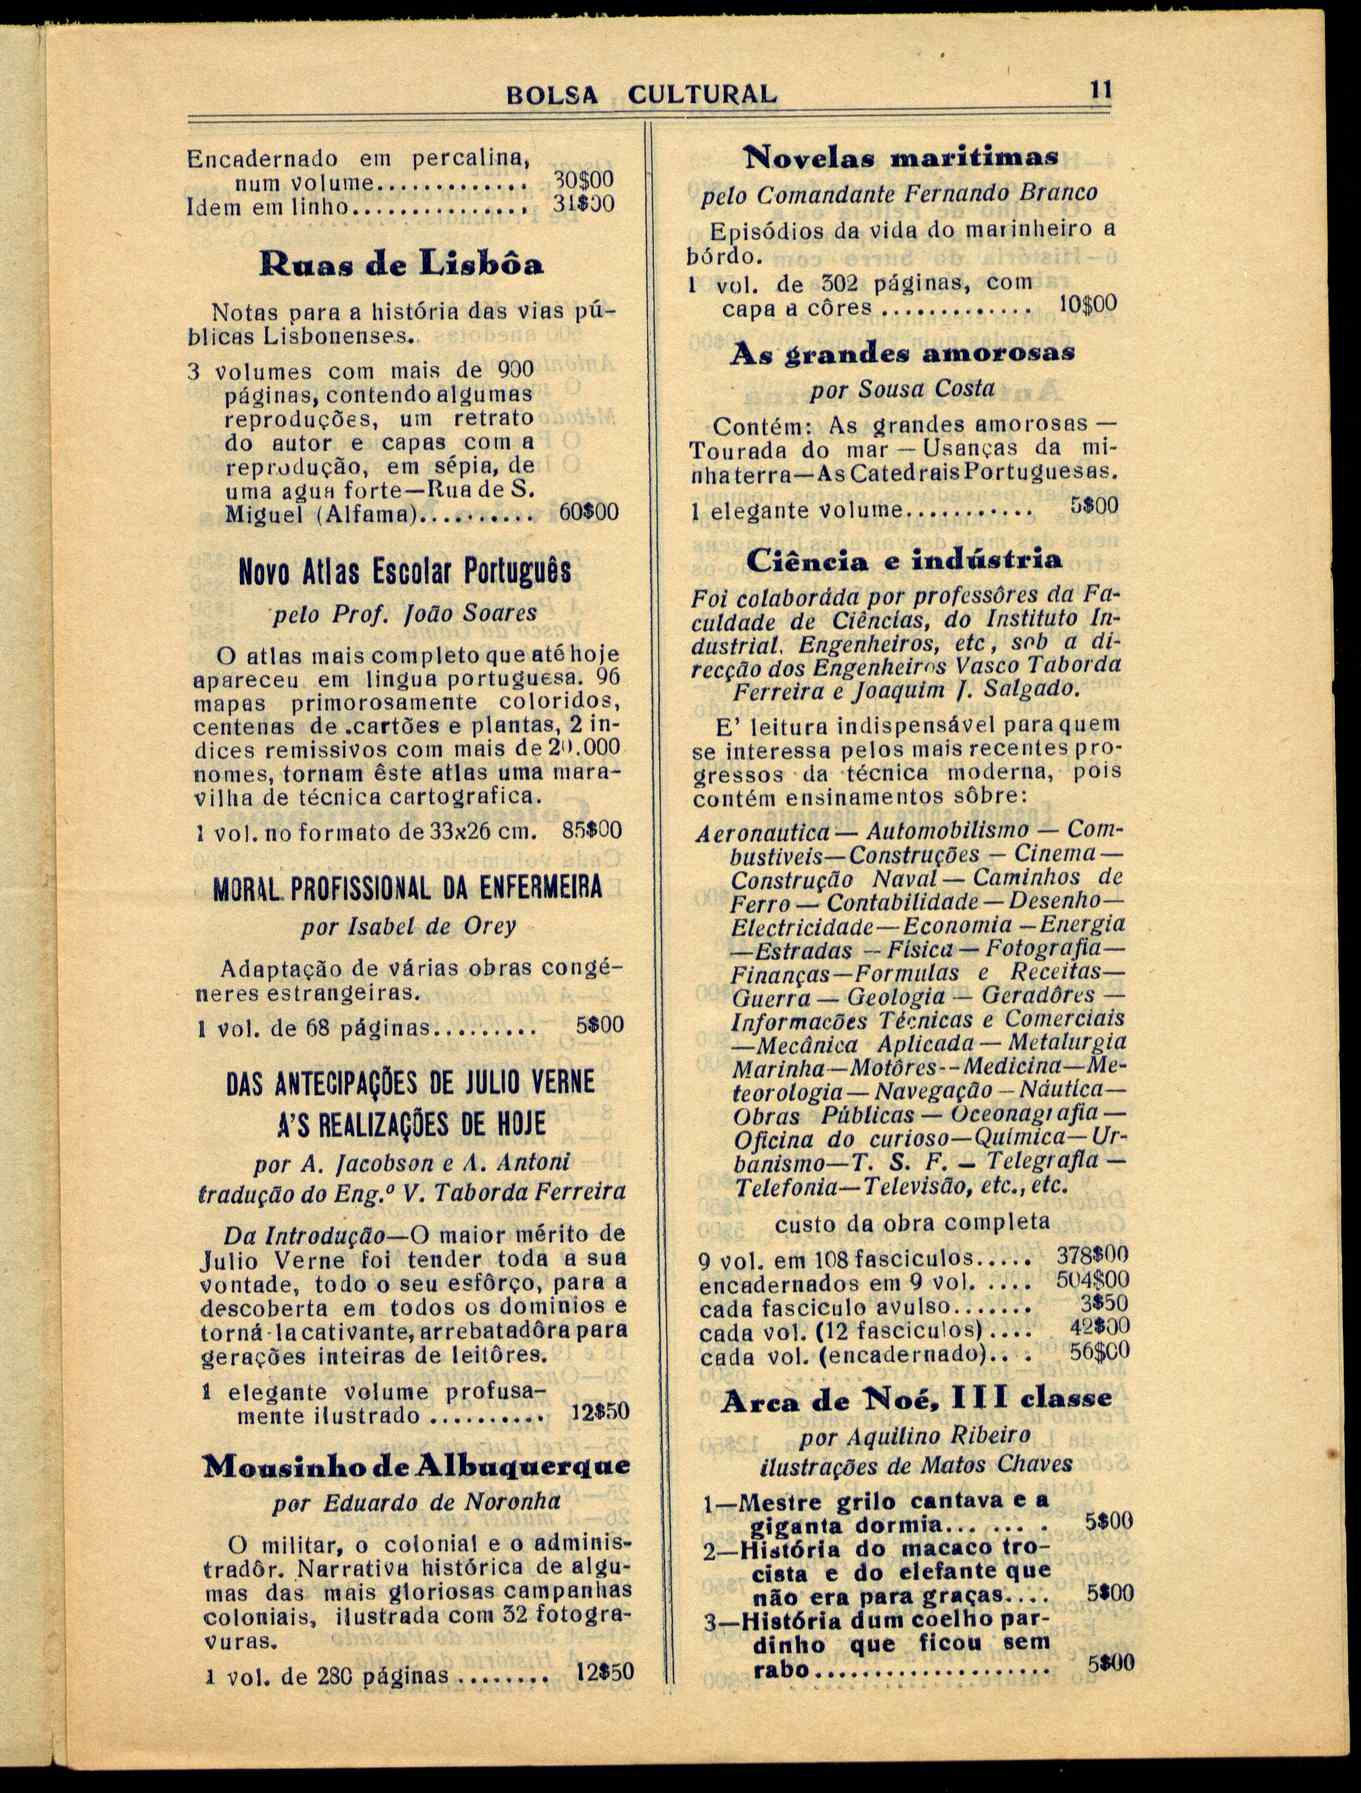 BOLSA CULTURAL
11
Encadernado em percalina,
num volume............. 30$00
Idem em linho............... 31$00
Ruas de Lisbôa
Notas para a história das vias pú-
blicas Lisbonenses.
3 volumes com mais de 900
páginas, contendo algumas
reproduções, um retrato
do autor e capas com a
reprodução, em sépia, de
uma agua forte—Rua de S.
Miguel (Alfama).......... 60$00
Novo Atlas Escolar Português
pelo Prof. João Soares
O atlas mais completo que até hoje
apareceu em lingua portuguesa. 96
mapas primorosamente coloridos,
centenas de .cartões e plantas, 2 in-
dices remissivos com mais de 20.000
nomes, tornam êste atlas uma mara-
vilha de técnica cartografica.
1 vol. no formato de 33x26 cm. 85$00
MORAL PROFISSIONAL DA ENFERMEIRA
por Isabel de Orey
Adaptação de várias obras congé-
neres estrangeiras.
1 vol. de 68 páginas......... 5$00
DAS ANTECIPAÇÕES DE JULIO VERNE
A'S REALIZAÇÕES DE HOJE
por A. Jacobson e A. Antoni
tradução do Eng.º V. Taborda Ferreira
Da Introdução—O maior mérito de
Julio Verne foi tender toda a sua
vontade, todo o seu esfôrço, para a
descoberta em todos os dominios e
torná-la cativante, arrebatadôra para
gerações inteiras de leitôres.
1 elegante volume profusa-
mente ilustrado .......... 12$50
Mousinho de Albuquerque
por Eduardo de Noronha
O militar, o colonial e o adminis-
tradôr. Narrativa histórica de algu-
mas das mais gloriosas campanhas
coloniais, ilustrada com 32 fotogra-
vuras.
1 vol. de 280 páginas ........ 12$50
Novelas maritimas
pelo Comandante Fernando Branco
Episódios da vida do marinheiro a
bórdo.
1 vol. de 302 páginas, com
capa a côres ............. 10$00
As grandes amorosas
por Sousa Costa
Contém: As grandes amorosas —
Tourada do mar — Usanças da mi-
nha terra—As Catedrais Portuguesas.
1 elegante volume........... 5$00
Ciência e indústria
Foi colaboráda por professôres da Fa-
culdade de Ciências, do Instituto In-
dustrial, Engenheiros, etc, sob a di-
recção dos Engenheiros Vasco Taborda
Ferreira e Joaquim J. Salgado.
E' leitura indispensável para quem
se interessa pelos mais recentes pro-
gressos da técnica moderna, pois
contém ensinamentos sôbre:
Aeronautica — Automobilismo — Com-
bustiveis—Construções — Cinema —
Construção Naval — Caminhos de
Ferro — Contabilidade — Desenho—
Electricidade — Economia —Energia
—Estradas — Física — Fotografia—
Finanças—Formulas e Receitas—
Guerra — Geologia — Geradôres —
Informacões Técnicas e Comerciais
—Mecânica Aplicada — Metalurgia
Marinha—Motôres--Medicina—Me-
teorologia — Navegação — Náutica—
Obras Públicas — Oceonagrafia —
Oficina do curioso—Química—Ur-
banismo—T. S. F. — Telegrafia —
Telefonia—Televisão, etc., etc.
custo da obra completa
9 vol. em 108 fasciculos..... 378$00
encadernados em 9 vol. .... 504$00
cada fasciculo avulso....... 3$50
cada vol. (12 fasciculos).... 42$00
cada vol. (encadernado).. . 56$00
Arca de Noé, III classe
por Aquilino Ribeiro
ilustrações de Matos Chaves
1—Mestre grilo cantava e a
giganta dormia... ... . 5$00
2—História do macaco tro-
cista e do elefante que
não era para graças.... 5$00
3—História dum coelho par-
dinho que ficou sem
rabo.................... 5$00